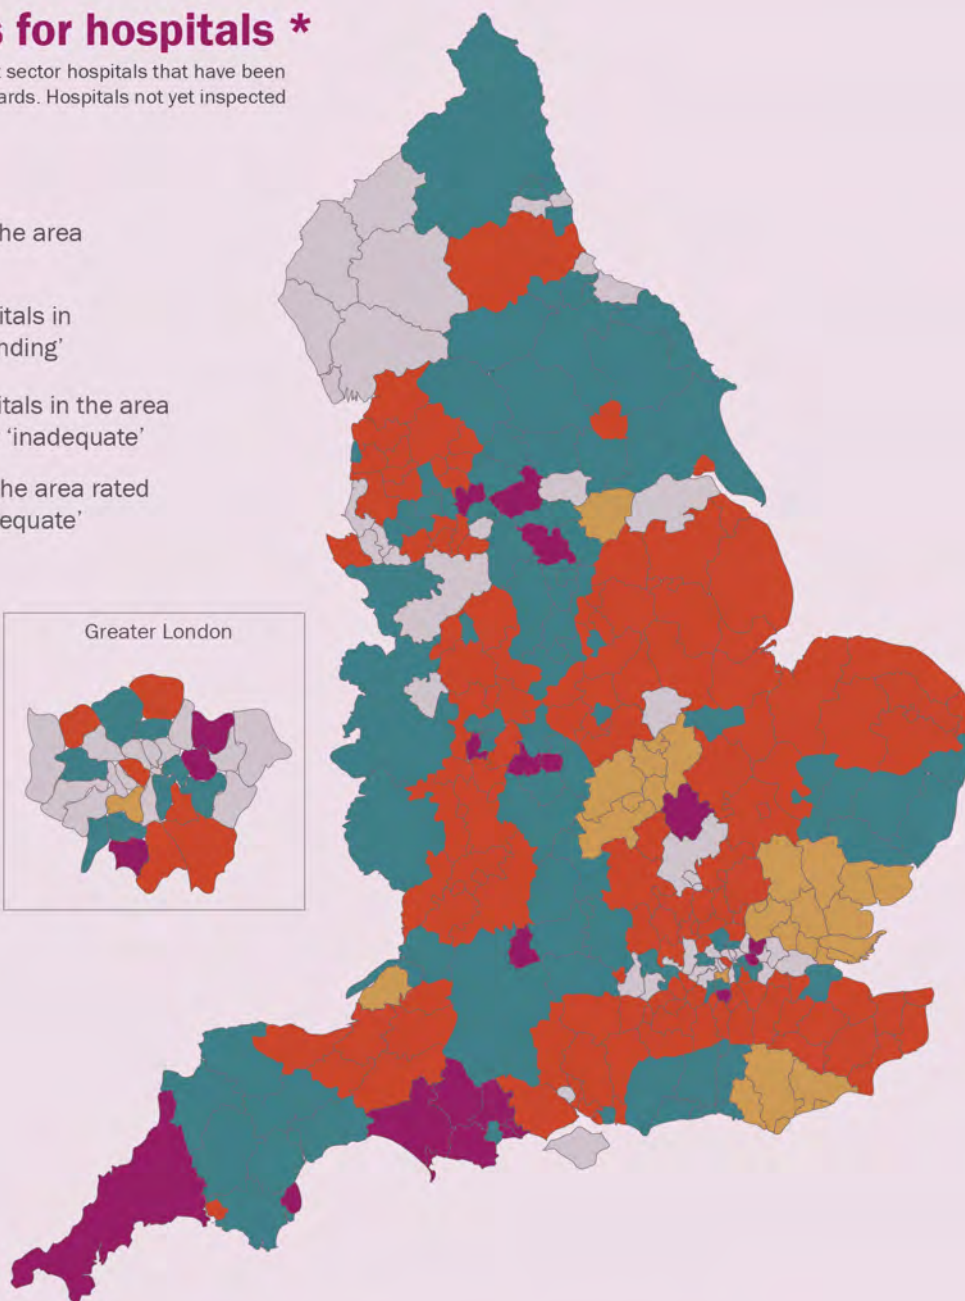 s for hospitals *
sector hospitals that have been
ards. Hospitals not yet inspected
he area
itals in
nding’
itals in the area
‘inadequate’
he area rated
equate’
Greater London